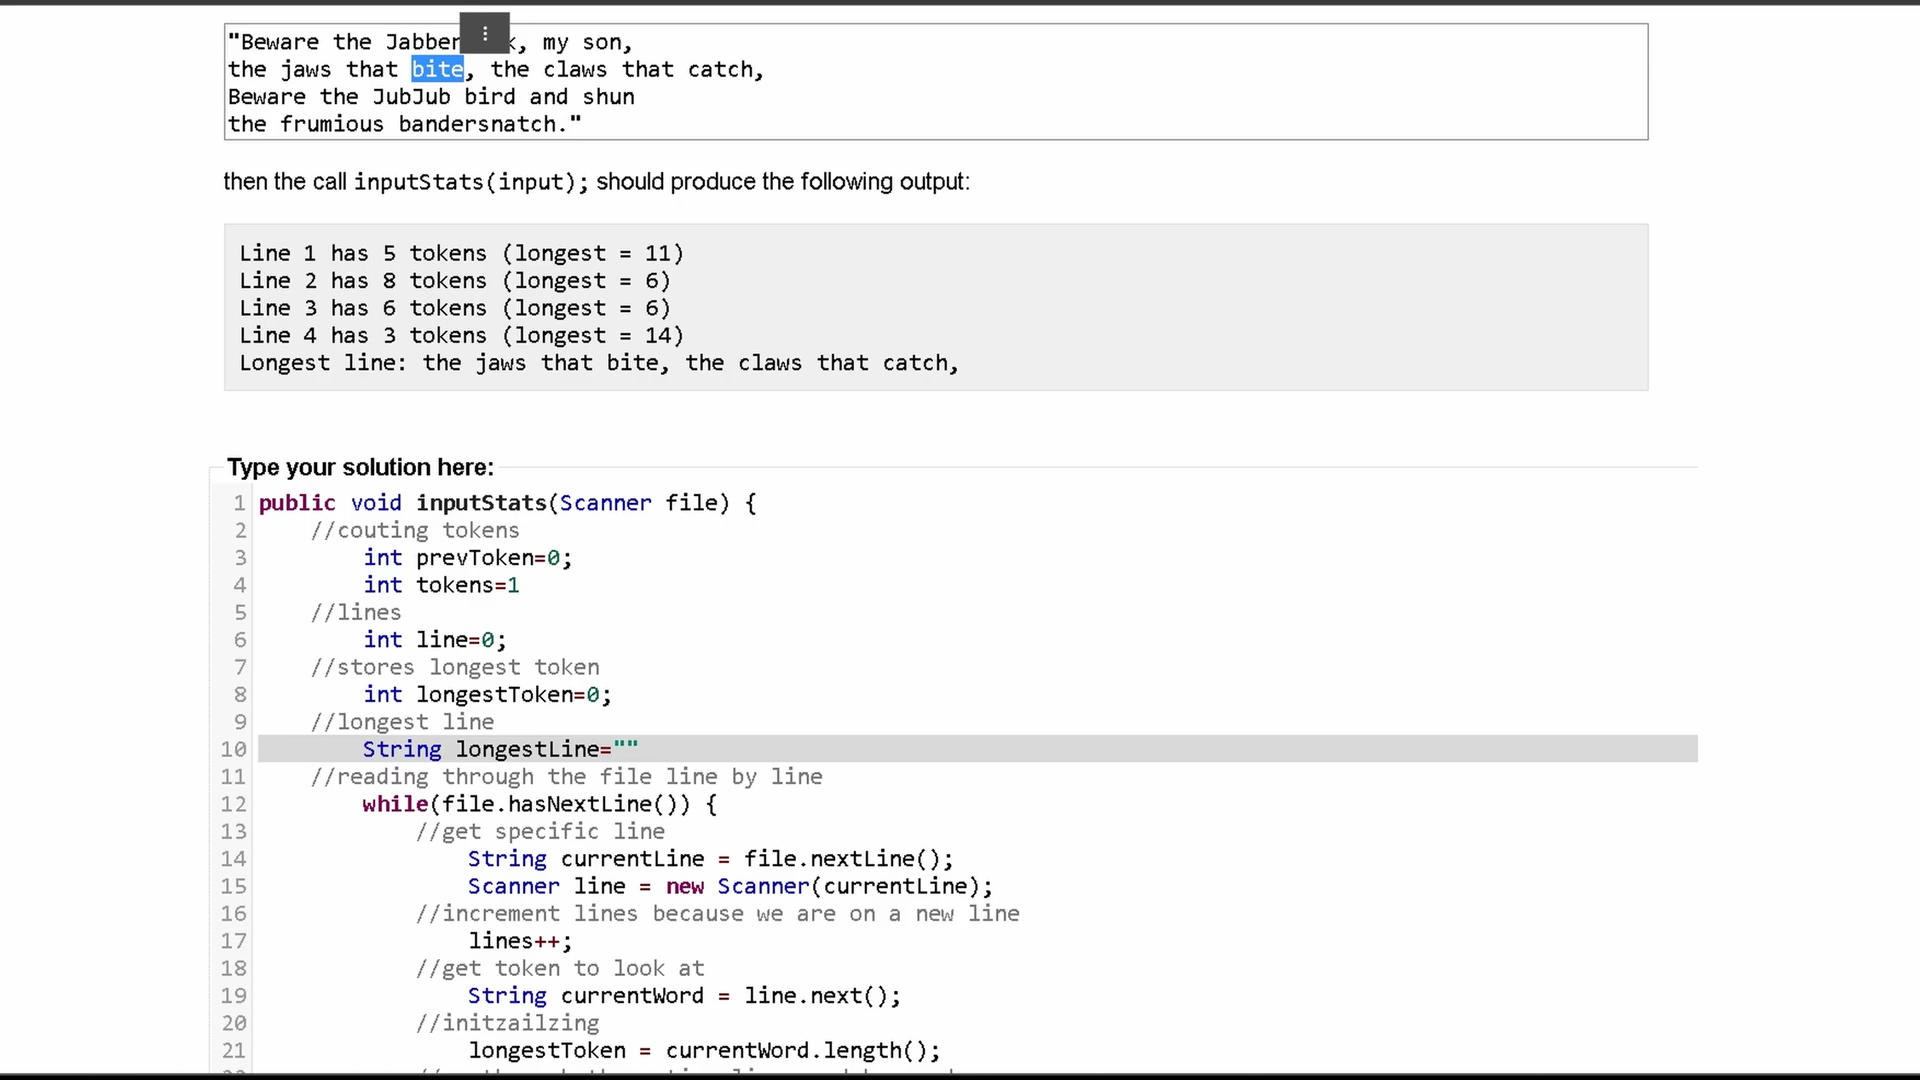 "Beware the Jabber k, my son,
the jaws that bite, the claws that catch,
Beware the JubJub bird and shun
the frumious bandersnatch."
then the call inputStats(input); should produce the following output:
Line 1 has 5 tokens (longest = 11)
Line 2 has 8 tokens (longest = 6)
Line 3 has 6 tokens (longest = 6)
Line 4 has 3 tokens (longest = 14)
Longest line: the jaws that bite, the claws that catch,
Type your solution here:
1 public void inputStats(Scanner file) {
2 //couting tokens
3 int prevToken=0;
4 int tokens=1
5 //lines
6 int line=0;
7 //stores longest token
8 int longestToken=0;
9 //longest line
10 String longestLine=""
11 //reading through the file line by line
12 while(file.hasNextLine()) {
13 //get specific line
14 String currentLine = file.nextLine();
15 Scanner line = new Scanner(currentLine);
16 //increment lines because we are on a new line
17 lines++;
18 //get token to look at
19 String currentWord = line.next();
20 //initzailzing
21 longestToken = currentWord.length();